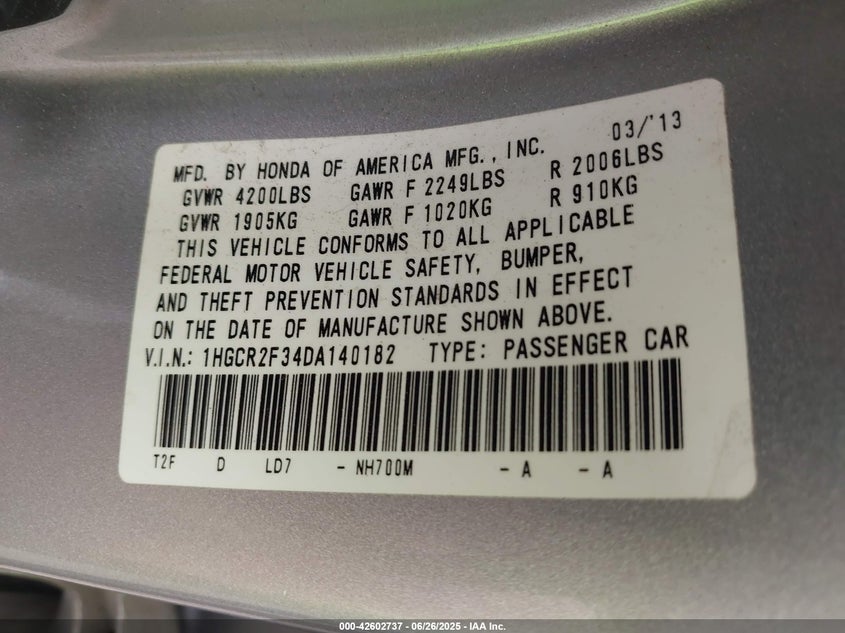 03/'13
MFD. BY HONDA OF AMERICA MFG., INC.
GVWR 4200LBS GAWR F 2249LBS R 2006LBS
GVWR 1905KG GAWR F 1020KG R 910KG
THIS VEHICLE CONFORMS TO ALL APPLICABLE
FEDERAL MOTOR VEHICLE SAFETY, BUMPER,
AND THEFT PREVENTION STANDARDS IN EFFECT
ON THE DATE OF MANUFACTURE SHOWN ABOVE.
V.I.N.: 1HGCR2F34DA140182 TYPE: PASSENGER CAR
T2F D LD7 - NH700M - A - A
000-42602737 - 06/26/2025 - IAA Inc.